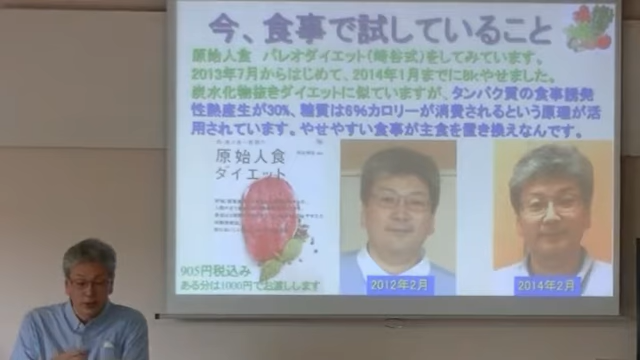 今、食事で試していること
原始人食 パレオダイエット(崎谷式)をしてみています。
2013年7月からはじめて、2014年1月までに8kやせました。
炭水化物抜きダイエットに似ていますが、タンパク質の食事誘発
性熱産生が30%、糖質は6%カロリーが消費されるという原理が活
用されています。やせやすい食事が主食を置き換えなんです。
原始人食
ダイエット
905円税込み
ある分は1000円でお渡しします
2012年2月
2014年2月